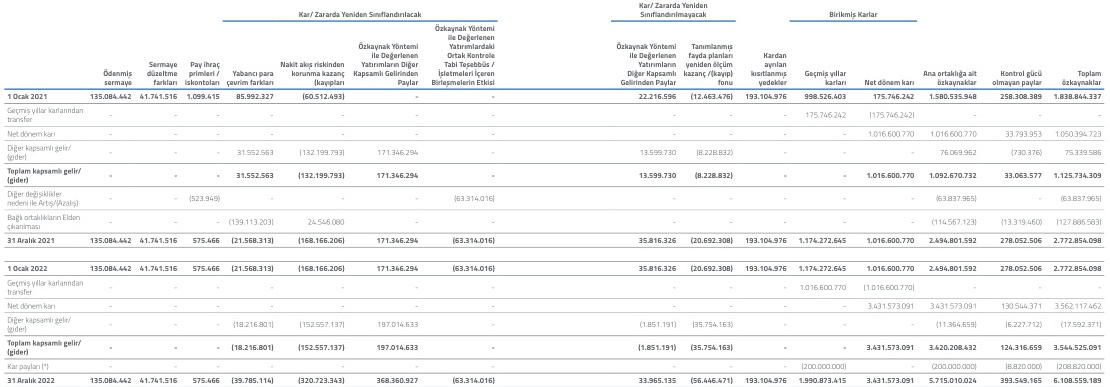 Kar/ Zararda Yeniden Sınıflandırılacak
Kar/ Zararda Yeniden Sınıflandırılmayacak
Birikmiş Karlar
Ödenmiş sermaye
Sermaye düzeltme farkları
Pay ihraç primleri / iskontoları
Yabancı para çevrim farkları
Nakit akış riskinden korunma kazanç (kayıpları
Özkaynak Yöntemi ile Değerlenen Yatırımların Diğer Kapsamlı Gelirinden Paylar
Özkaynak Yöntemi ile Değerlenen Yatırımlardaki Ortak Kontrole Tabi Teşebbüs / İşletmeleri İçeren Birleşmelerin Etkisi
Özkaynak Yöntemi ile Değerlenen Yatırımların Diğer Kapsamlı Gelirinden Paylar
Tanımlanmış fayda planları yeniden ölçüm kazanç /(kayıp) fonu
Kardan ayrılan kısıtlanmış yedekler
Geçmiş yıllar karları
Net dönem karı
Ana ortaklığa ait özkaynaklar
Kontrol gücü olmayan paylar
Toplam özkaynaklar
1 Ocak 2021 135.084.442 41.741.516 1.099.415 85.992.327 (60.512.493) - - 22.216.596 (12.463.476) 193.104.976 998.526.403 175.746.242 1.580.535.948 258.308.389 1.838.844.337
Geçmiş yıllar karlarından transfer - - - - - - - - - - 175.746.242 (175.746.242) - - -
Net dönem karı - - - - - - - - - - - 1.016.600.770 1.016.600.770 33.793.953 1.050.394.723
Diğer kapsamlı gelir/ (gider) - - - 31.552.563 (132.199.793) 171.346.294 - 13.599.730 (8.228.832) - - - 76.069.962 (730.376) 75.339.586
Toplam kapsamlı gelir/ (gider) - - - 31.552.563 (132.199.793) 171.346.294 - 13.599.730 (8.228.832) - - 1.016.600.770 1.092.670.732 33.063.577 1.125.734.309
Diğer değişiklikler nedeni ile Artış/(Azalış) - - (523.949) - - - (63.314.016) - - - - - (63.837.965) - (63.837.965)
Bağlı ortaklıkların Elden çıkarılması - - - (139.113.203) 24.546.080 - - - - - - - (114.567.123) (13.319.460) (127.886.583)
31 Aralık 2021 135.084.442 41.741.516 575.466 (21.568.313) (168.166.206) 171.346.294 (63.314.016) 35.816.326 (20.692.308) 193.104.976 1.174.272.645 1.016.600.770 2.494.801.592 278.052.506 2.772.854.098
1 Ocak 2022 135.084.442 41.741.516 575.466 (21.568.313) (168.166.206) 171.346.294 (63.314.016) 35.816.326 (20.692.308) 193.104.976 1.174.272.645 1.016.600.770 2.494.801.592 278.052.506 2.772.854.098
Geçmiş yıllar karlarından transfer - - - - - - - - - - 1.016.600.770 (1.016.600.770) - - -
Net dönem karı - - - - - - - - - - - 3.431.573.091 3.431.573.091 130.544.371 3.562.117.462
Diğer kapsamlı gelir/ (gider) - - - (18.216.801) (152.557.137) 197.014.633 - (1.851.191) (35.754.163) - - - (11.364.659) (6.227.712) (17.592.371)
Toplam kapsamlı gelir/ (gider) - - - (18.216.801) (152.557.137) 197.014.633 - (1.851.191) (35.754.163) - - 3.431.573.091 3.420.208.432 124.316.659 3.544.525.091
Kar payları (*) - - - - - - - - - - (200.000.000) - (200.000.000) (8.820.000) (208.820.000)
31 Aralık 2022 135.084.442 41.741.516 575.466 (39.785.114) (320.723.343) 368.360.927 (63.314.016) 33.965.135 (56.446.471) 193.104.976 1.990.873.415 3.431.573.091 5.715.010.024 393.549.165 6.108.559.189